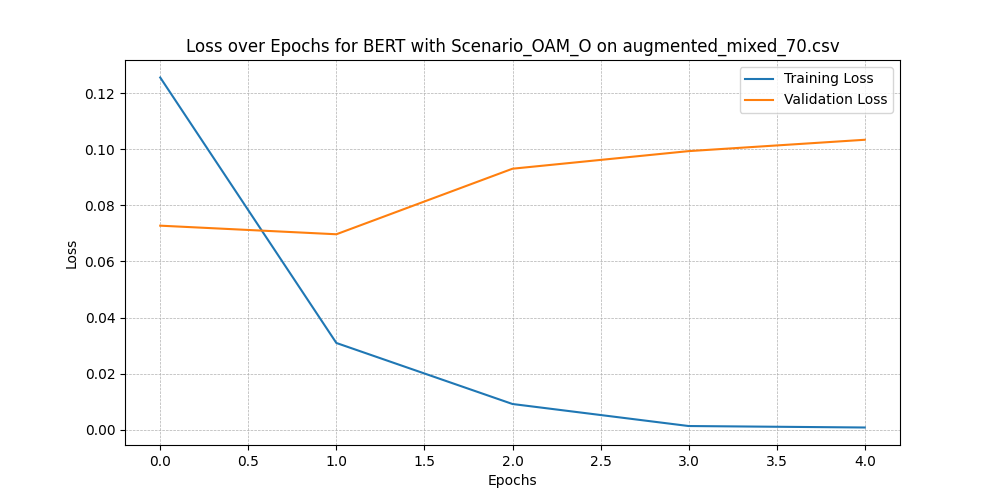 Loss over Epochs for BERT with Scenario_OAM_O on augmented_mixed_70.csv
Training Loss
Validation Loss
0.12
0.10
0.08
0.06
0.04
0.02
0.00
Loss
0.0 0.5 1.0 1.5 2.0 2.5 3.0 3.5 4.0
Epochs